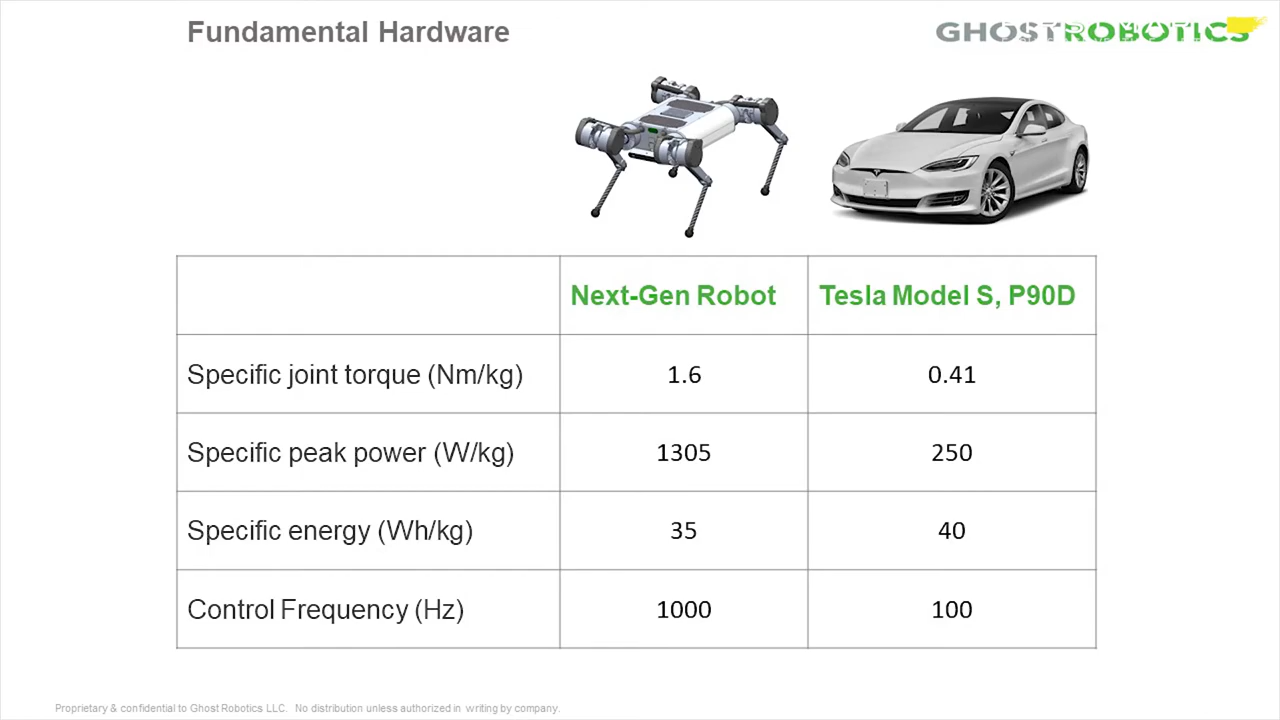 Fundamental Hardware
GHOSTROBOTICS
Next-Gen Robot
Tesla Model S, P90D
Specific joint torque (Nm/kg)
1.6
0.41
Specific peak power (W/kg)
1305
250
Specific energy (Wh/kg)
35
40
Control Frequency (Hz)
1000
100
Proprietary & confidential to Ghost Robotics LLC. No distribution unless authorized in writing by company.